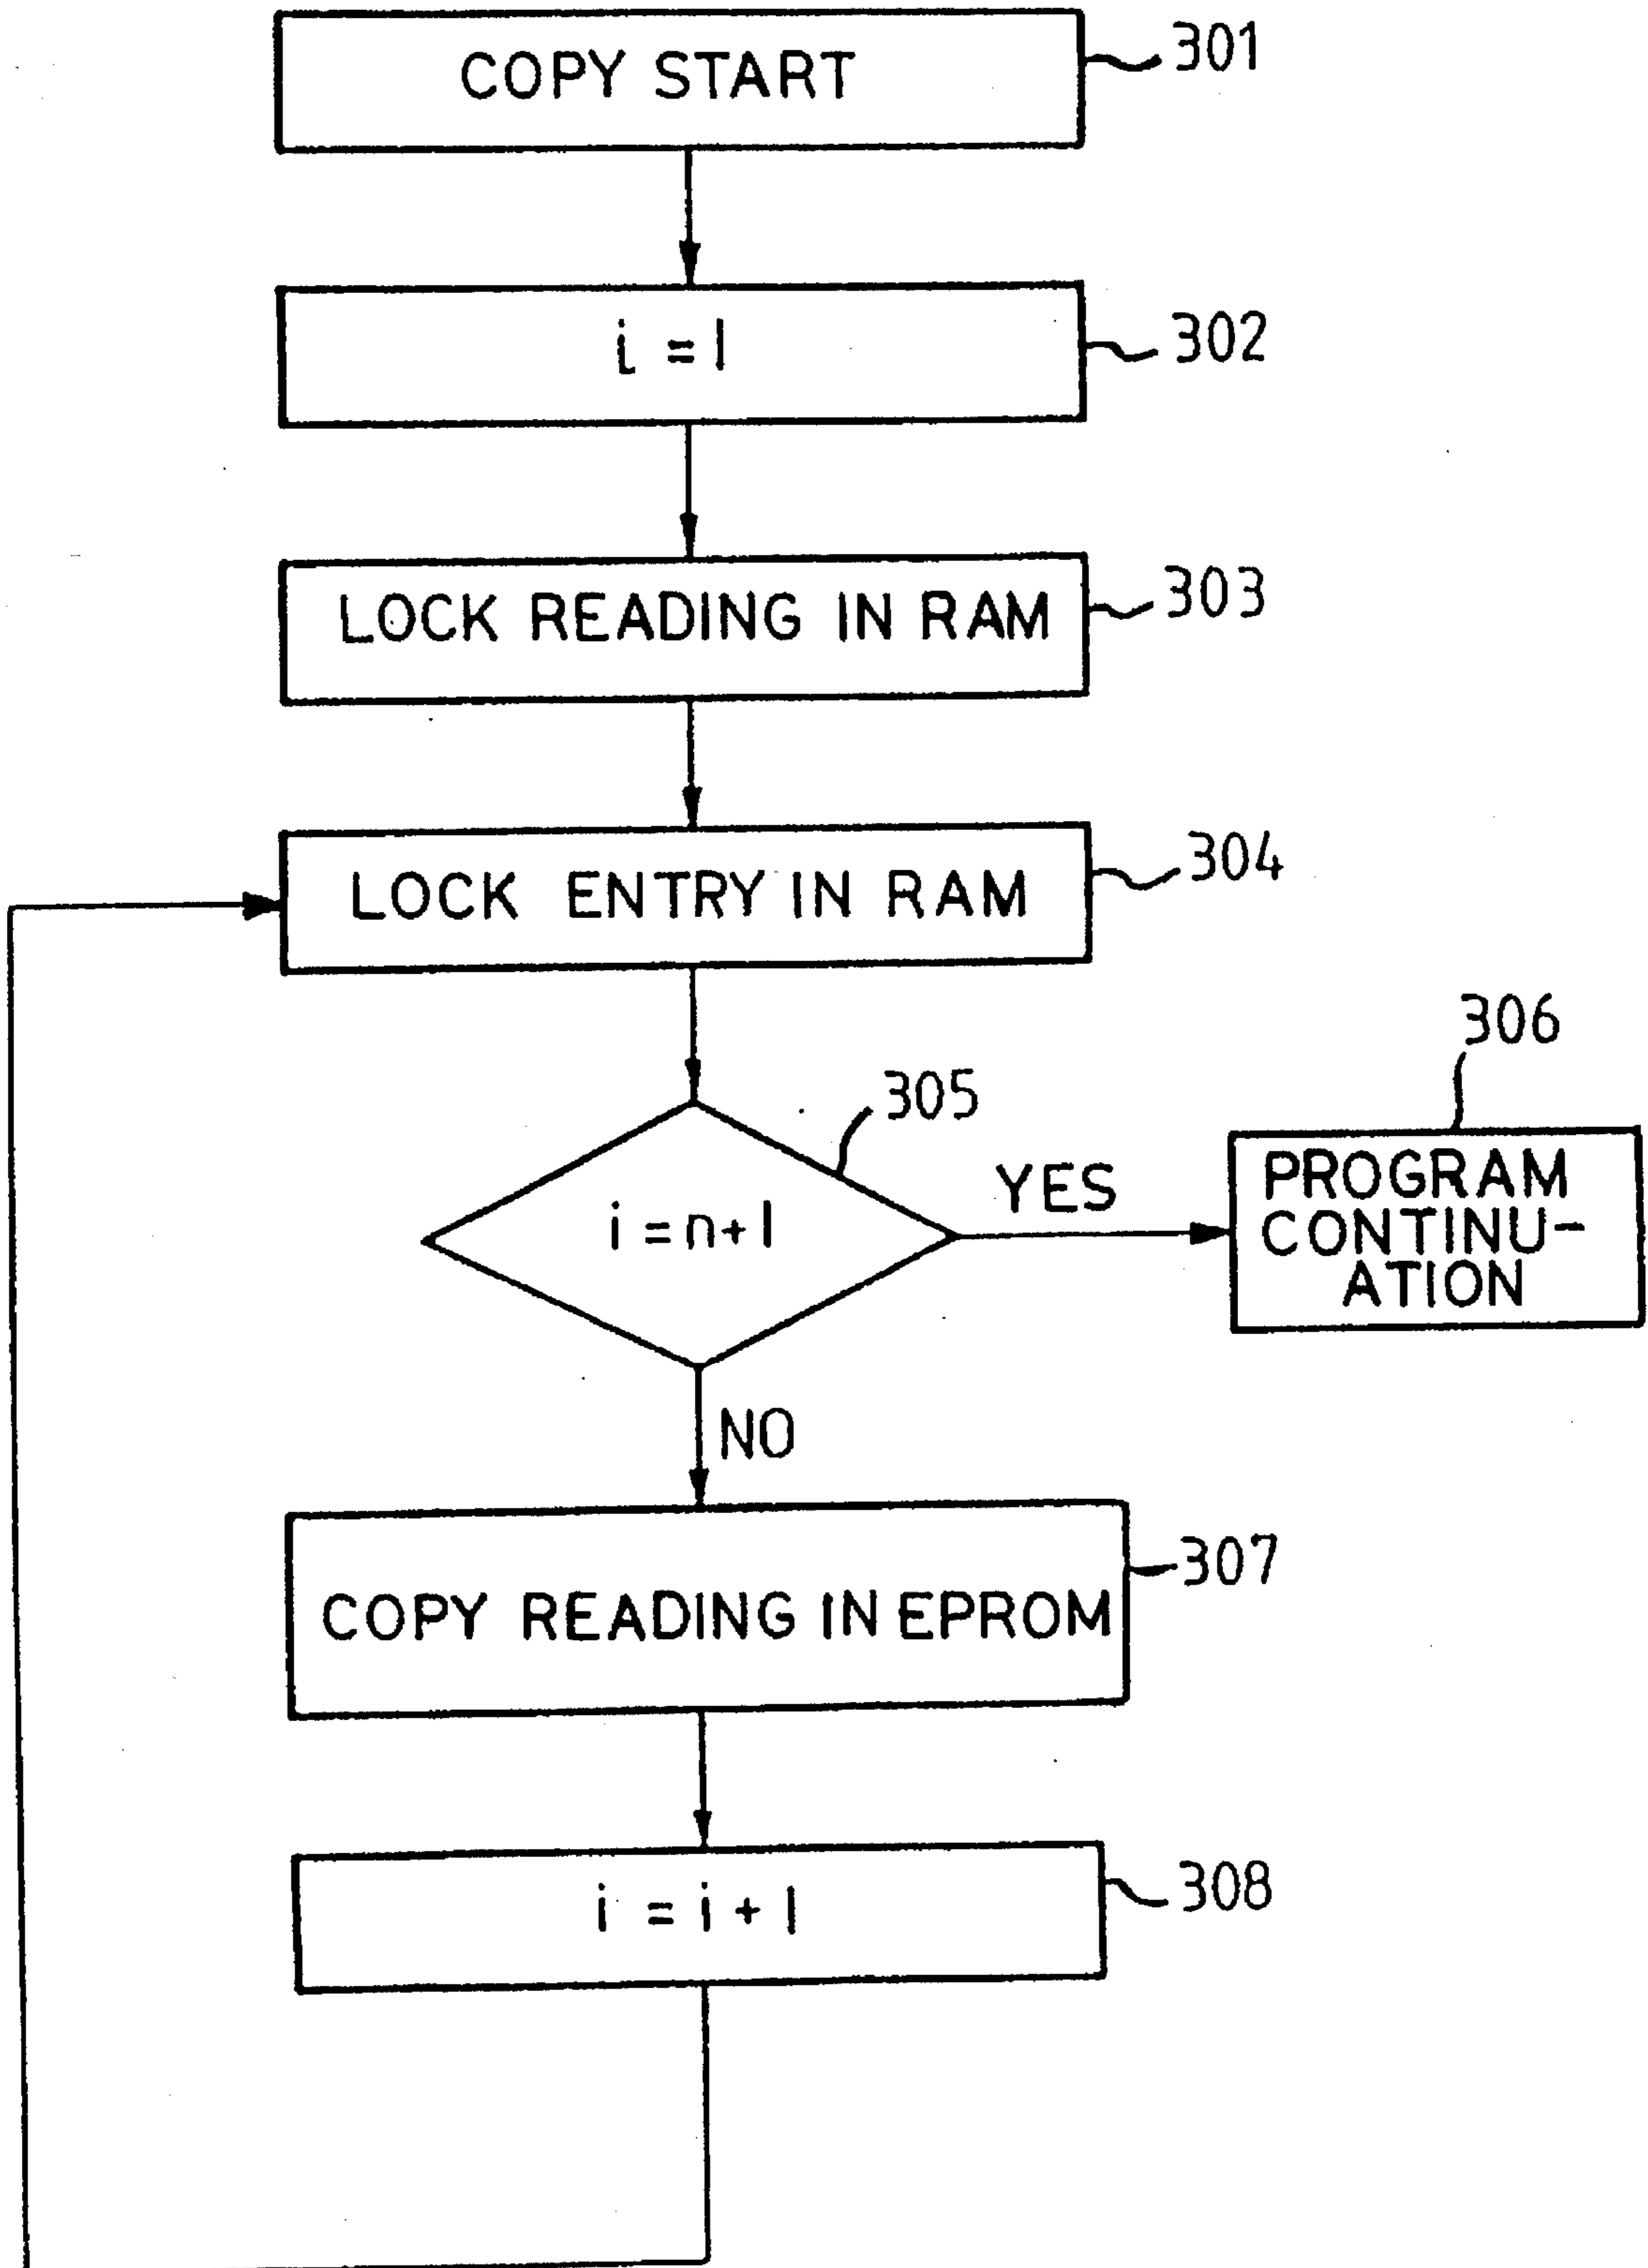 COPY START
301
i = 1
302
LOCK READING IN RAM
303
LOCK ENTRY IN RAM
304
305
i = n+1
YES
306
PROGRAM
CONTINU-
ATION
NO
COPY READING IN EPROM
307
i = i + 1
308